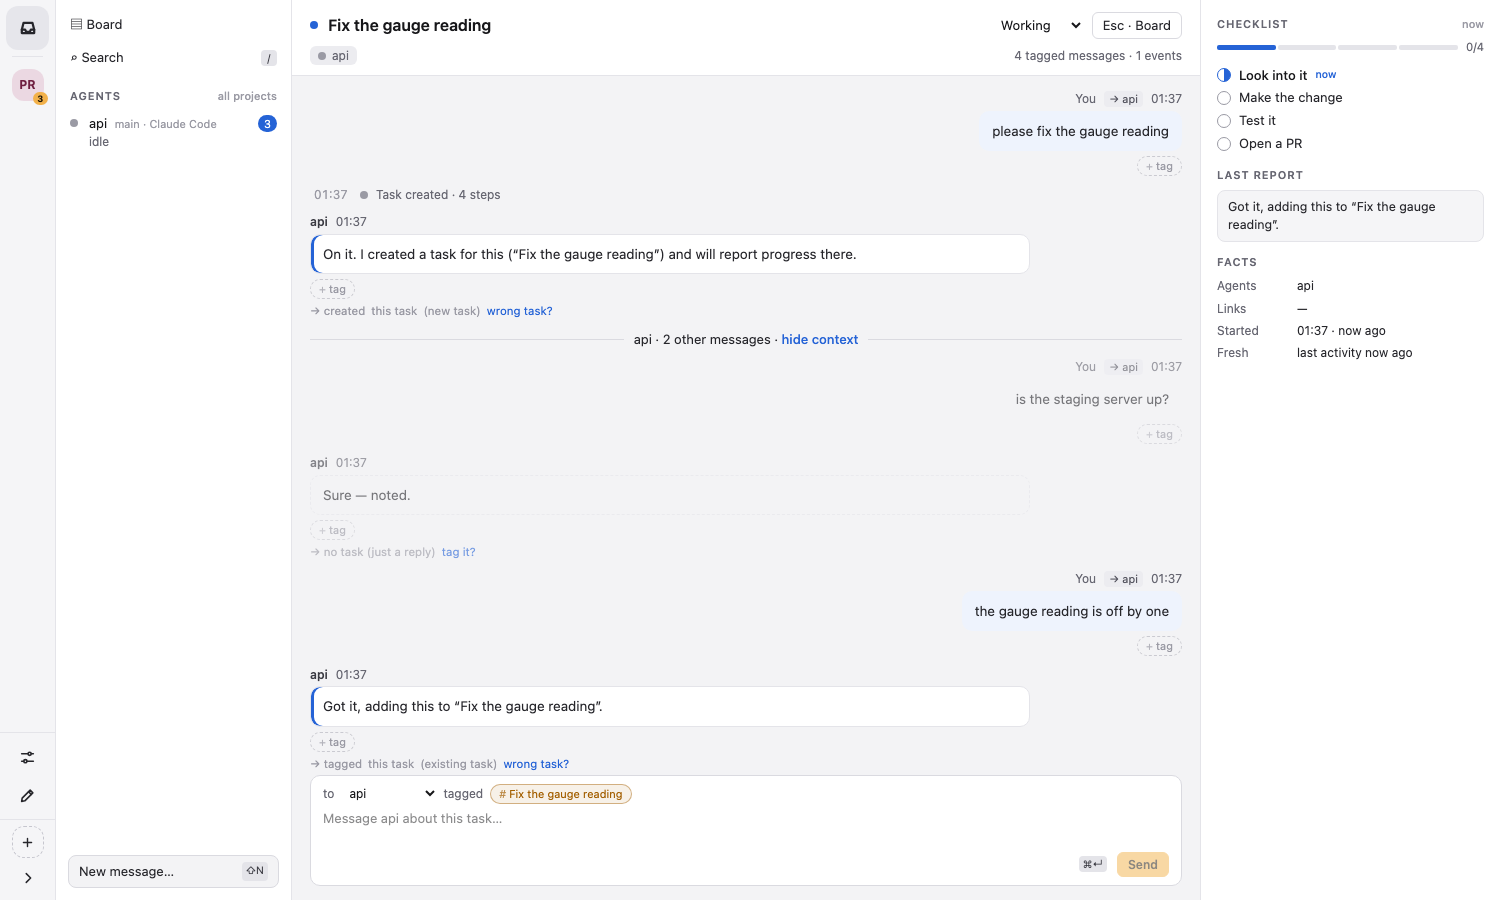 PR
3
Board
Search
/
AGENTS
all projects
api main · Claude Code
3
idle
New message...
⇧N
Fix the gauge reading
Working
Esc · Board
api
4 tagged messages · 1 events
You → api 01:37
please fix the gauge reading
+ tag
01:37 Task created · 4 steps
api 01:37
On it. I created a task for this (“Fix the gauge reading”) and will report progress there.
+ tag
→ created this task (new task) wrong task?
api · 2 other messages · hide context
You → api 01:37
is the staging server up?
+ tag
api 01:37
Sure — noted.
+ tag
→ no task (just a reply) tag it?
You → api 01:37
the gauge reading is off by one
+ tag
api 01:37
Got it, adding this to “Fix the gauge reading”.
+ tag
→ tagged this task (existing task) wrong task?
to api tagged # Fix the gauge reading
Message api about this task...
⌘↵ Send
CHECKLIST
now
0/4
Look into it now
Make the change
Test it
Open a PR
LAST REPORT
Got it, adding this to “Fix the gauge
reading”.
FACTS
Agents api
Links —
Started 01:37 · now ago
Fresh last activity now ago